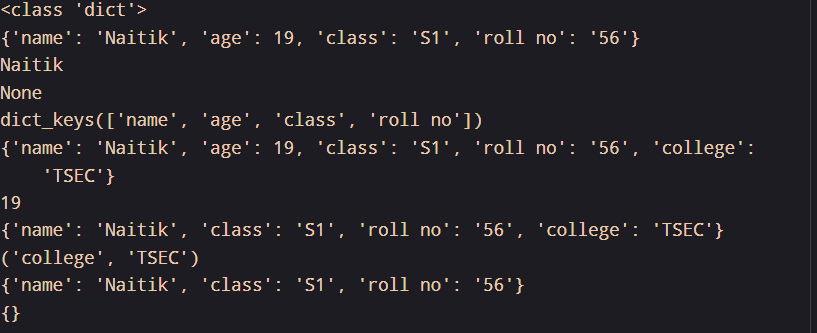 <class 'dict'>
{'name': 'Naitik', 'age': 19, 'class': 'S1', 'roll no': '56'}
Naitik
None
dict_keys(['name', 'age', 'class', 'roll no'])
{'name': 'Naitik', 'age': 19, 'class': 'S1', 'roll no': '56', 'college':
'TSEC'}
19
{'name': 'Naitik', 'class': 'S1', 'roll no': '56', 'college': 'TSEC'}
('college', 'TSEC')
{'name': 'Naitik', 'class': 'S1', 'roll no': '56'}
{}